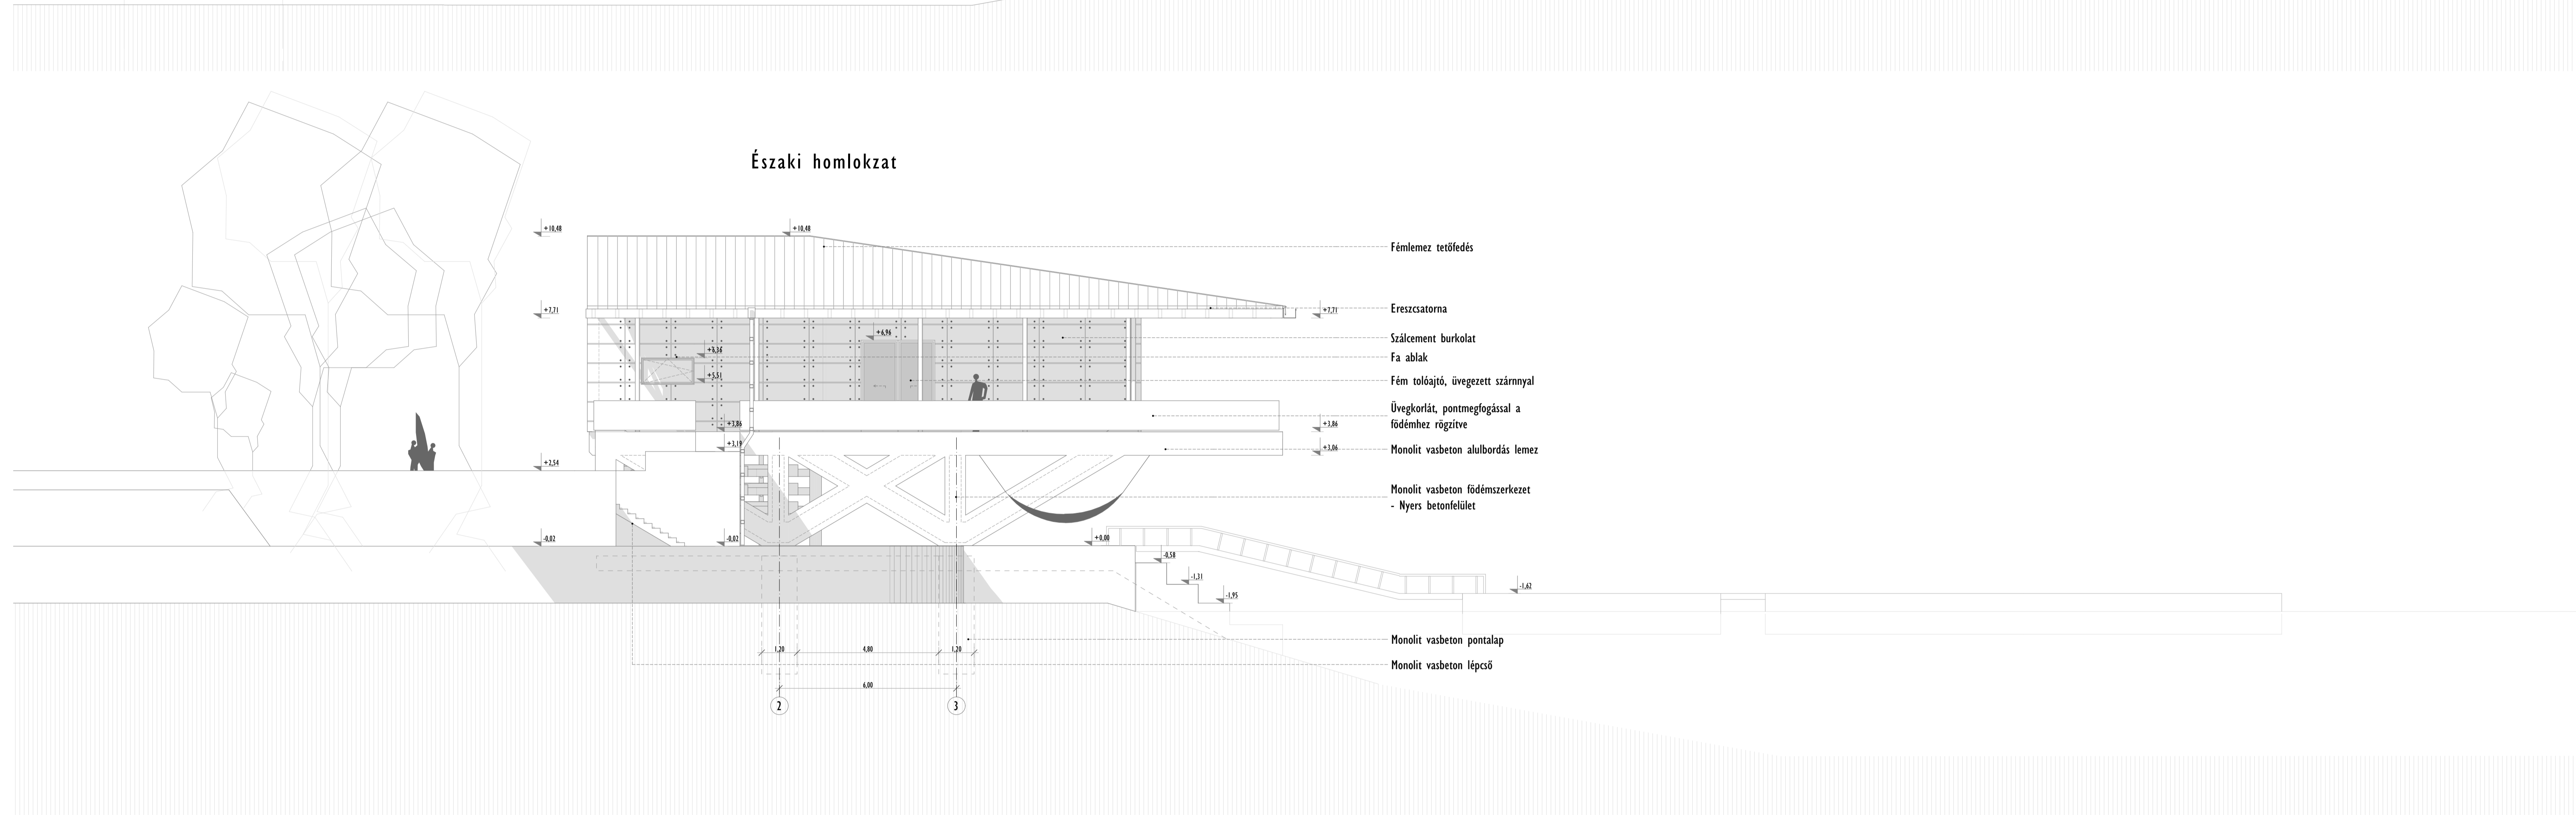 Északi homlokzat
+10,48
+10,48
Fémlemez tetőfedés
+7,71
Ereszcsatorna
+7,71
+6,96
Szálcement burkolat
+6,36
Fa ablak
+5,51
Fém tolóajtó, üvegezett szárnnyal
Üvegkorlát, pontmegfogással a
födémhez rögzítve
+3,86
+3,86
+3,19
+3,06
Monolit vasbeton alulbordás lemez
+2,54
Monolit vasbeton födémszerkezet
- Nyers betonfelület
-0,02
-0,02
+0,00
-0,58
-1,31
-1,62
-1,95
Monolit vasbeton pontalap
1,20
4,80
1,20
Monolit vasbeton lépcső
6,00
2
3